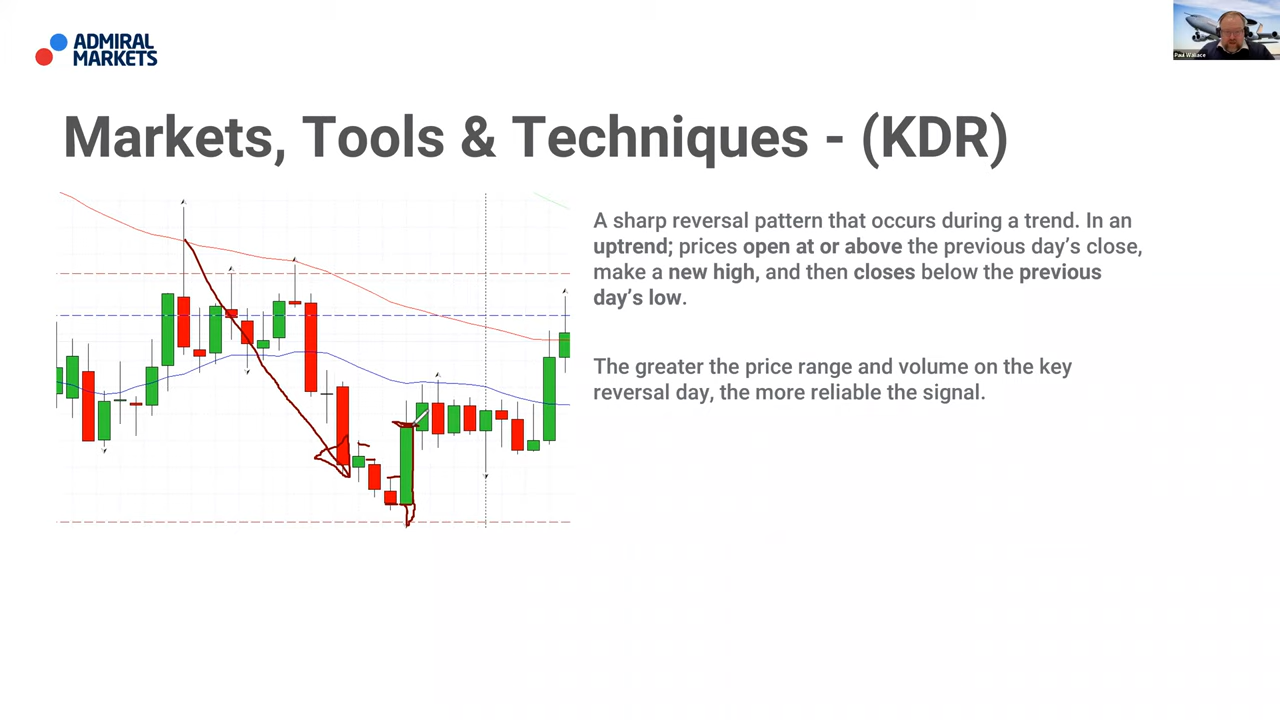 ADMIRAL
MARKETS
Paul Wallace
Markets, Tools & Techniques - (KDR)
A sharp reversal pattern that occurs during a trend. In an
uptrend; prices open at or above the previous day's close,
make a new high, and then closes below the previous
day's low.
The greater the price range and volume on the key
reversal day, the more reliable the signal.